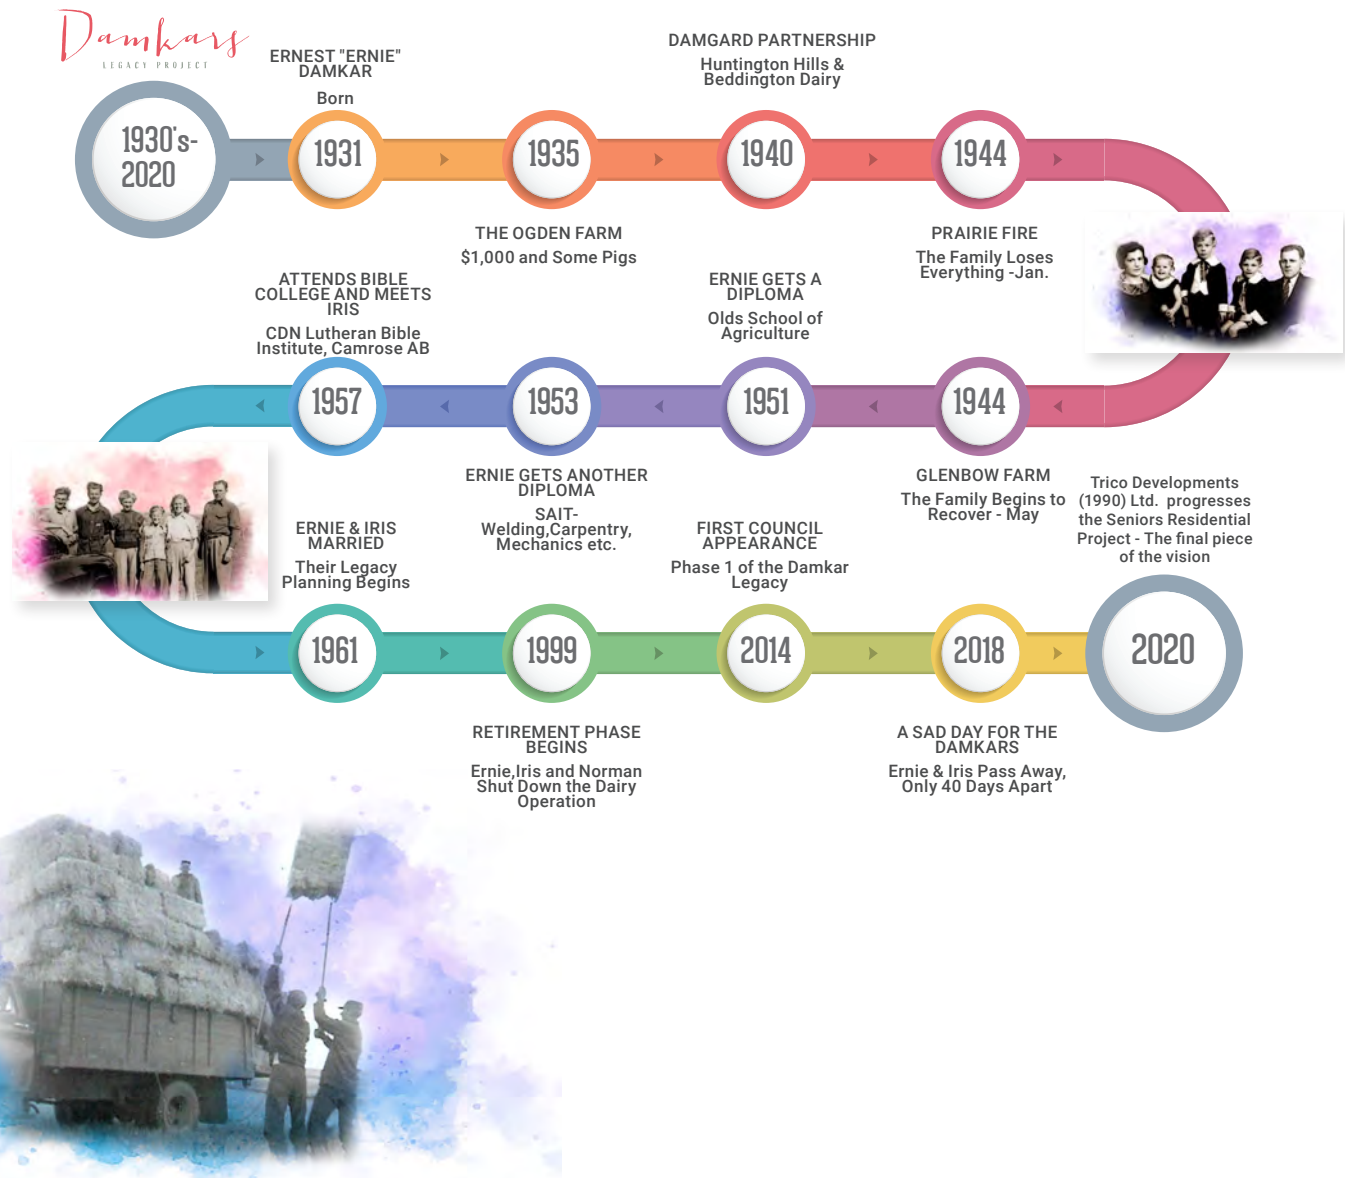 Damkars
LEGACY PROJECT
1930's-
2020
ERNEST "ERNIE"
DAMKAR
Born
1931
1935
THE OGDEN FARM
$1,000 and Some Pigs
DAMGARD PARTNERSHIP
Huntington Hills &
Beddington Dairy
1940
1944
PRAIRIE FIRE
The Family Loses
Everything -Jan.
1944
GLENBOW FARM
The Family Begins to
Recover - May
ERNIE GETS A
DIPLOMA
Olds School of
Agriculture
1951
1953
ERNIE GETS ANOTHER
DIPLOMA
SAIT-
Welding,Carpentry,
Mechanics etc.
ATTENDS BIBLE
COLLEGE AND MEETS
IRIS
CDN Lutheran Bible
Institute, Camrose AB
1957
ERNIE & IRIS
MARRIED
Their Legacy
Planning Begins
1961
1999
RETIREMENT PHASE
BEGINS
Ernie,Iris and Norman
Shut Down the Dairy
Operation
FIRST COUNCIL
APPEARANCE
Phase 1 of the Damkar
Legacy
2014
2018
A SAD DAY FOR THE
DAMKARS
Ernie & Iris Pass Away,
Only 40 Days Apart
Trico Developments
(1990) Ltd.  progresses
the Seniors Residential
Project - The final piece
of the vision
2020